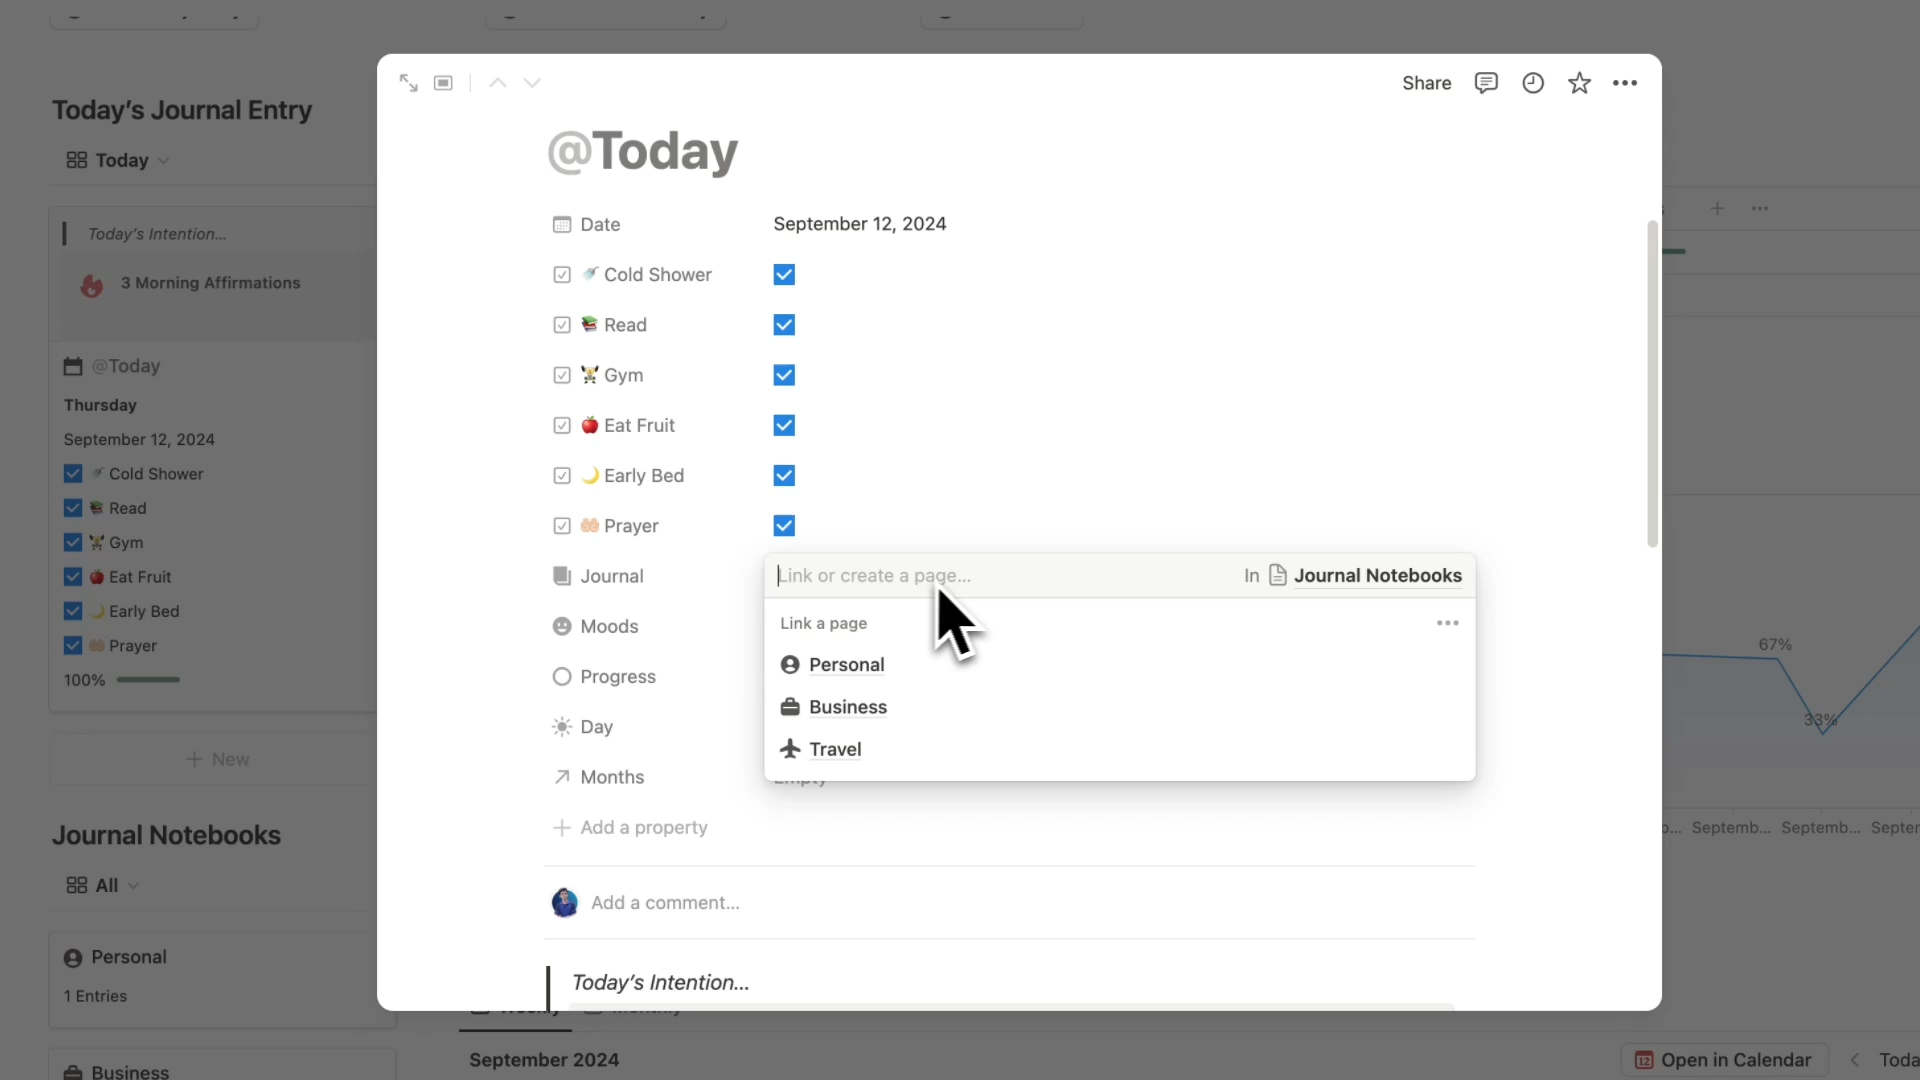 Today's Journal Entry
Today
Today's Intention...
3 Morning Affirmations
@Today
Thursday
September 12, 2024
Cold Shower
Read
Gym
Eat Fruit
Early Bed
Prayer
100%
+ New
Journal Notebooks
All
Personal
1 Entries
Business
Share
@Today
Date September 12, 2024
Cold Shower
Read
Gym
Eat Fruit
Early Bed
Prayer
Journal Link or create a page... In Journal Notebooks
Link a page
Moods
Personal
Progress
Business
Day
Travel
Months Empty
+ Add a property
Add a comment...
Today's Intention...
67%
33%
Septemb... Septemb...
Weekly Monthly
September 2024
12 Open in Calendar